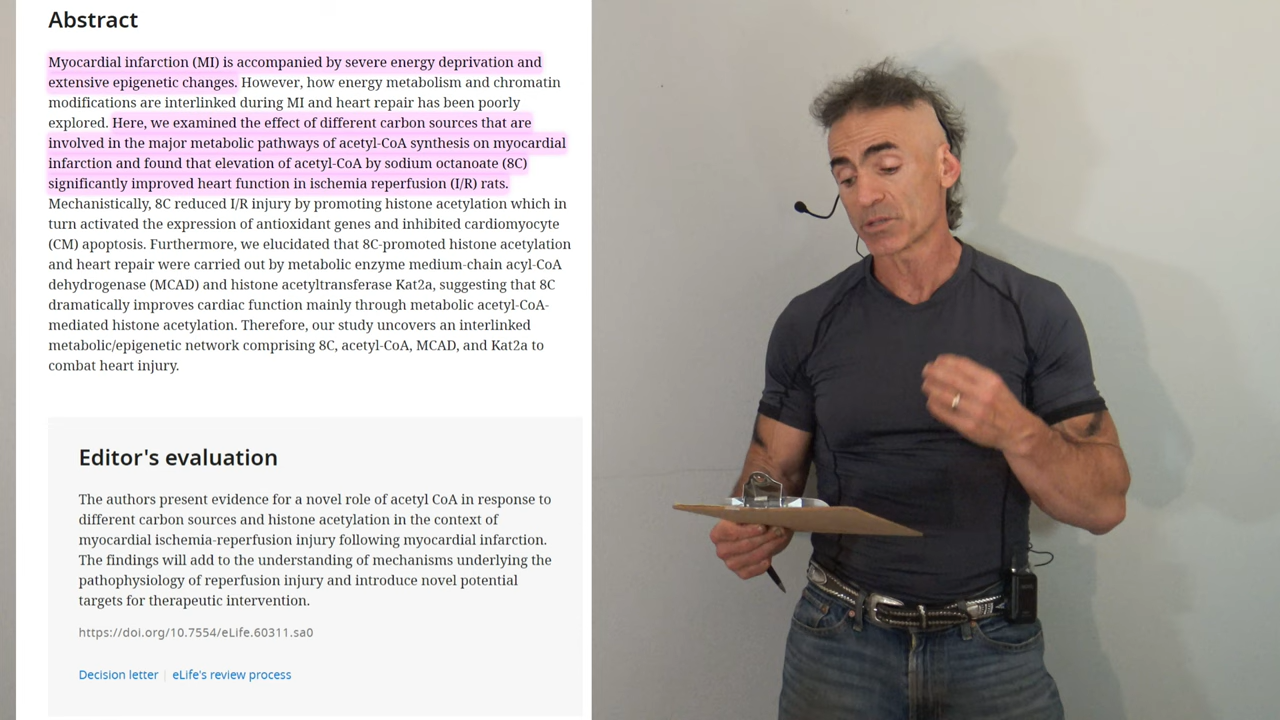 Abstract
Myocardial infarction (MI) is accompanied by severe energy deprivation and
extensive epigenetic changes. However, how energy metabolism and chromatin
modifications are interlinked during MI and heart repair has been poorly
explored. Here, we examined the effect of different carbon sources that are
involved in the major metabolic pathways of acetyl-CoA synthesis on myocardial
infarction and found that elevation of acetyl-CoA by sodium octanoate (8C)
significantly improved heart function in ischemia reperfusion (I/R) rats.
Mechanistically, 8C reduced I/R injury by promoting histone acetylation which in
turn activated the expression of antioxidant genes and inhibited cardiomyocyte
(CM) apoptosis. Furthermore, we elucidated that 8C-promoted histone acetylation
and heart repair were carried out by metabolic enzyme medium-chain acyl-CoA
dehydrogenase (MCAD) and histone acetyltransferase Kat2a, suggesting that 8C
dramatically improves cardiac function mainly through metabolic acetyl-CoA-
mediated histone acetylation. Therefore, our study uncovers an interlinked
metabolic/epigenetic network comprising 8C, acetyl-CoA, MCAD, and Kat2a to
combat heart injury.
Editor's evaluation
The authors present evidence for a novel role of acetyl CoA in response to
different carbon sources and histone acetylation in the context of
myocardial ischemia-reperfusion injury following myocardial infarction.
The findings will add to the understanding of mechanisms underlying the
pathophysiology of reperfusion injury and introduce novel potential
targets for therapeutic intervention.
https://doi.org/10.7554/eLife.60311.sa0
Decision letter | eLife's review process